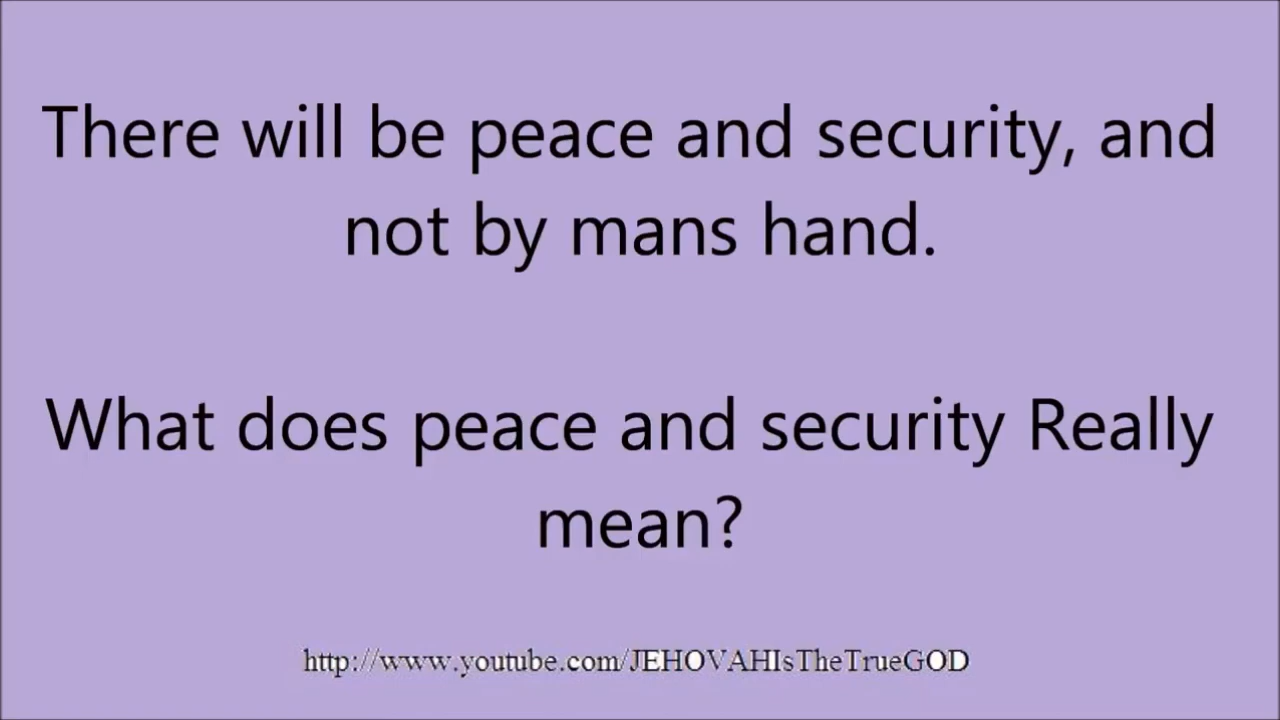 There will be peace and security, and
not by mans hand.
What does peace and security Really
mean?
http://www.youtube.com/JEHOVAHIsTheTrueGOD